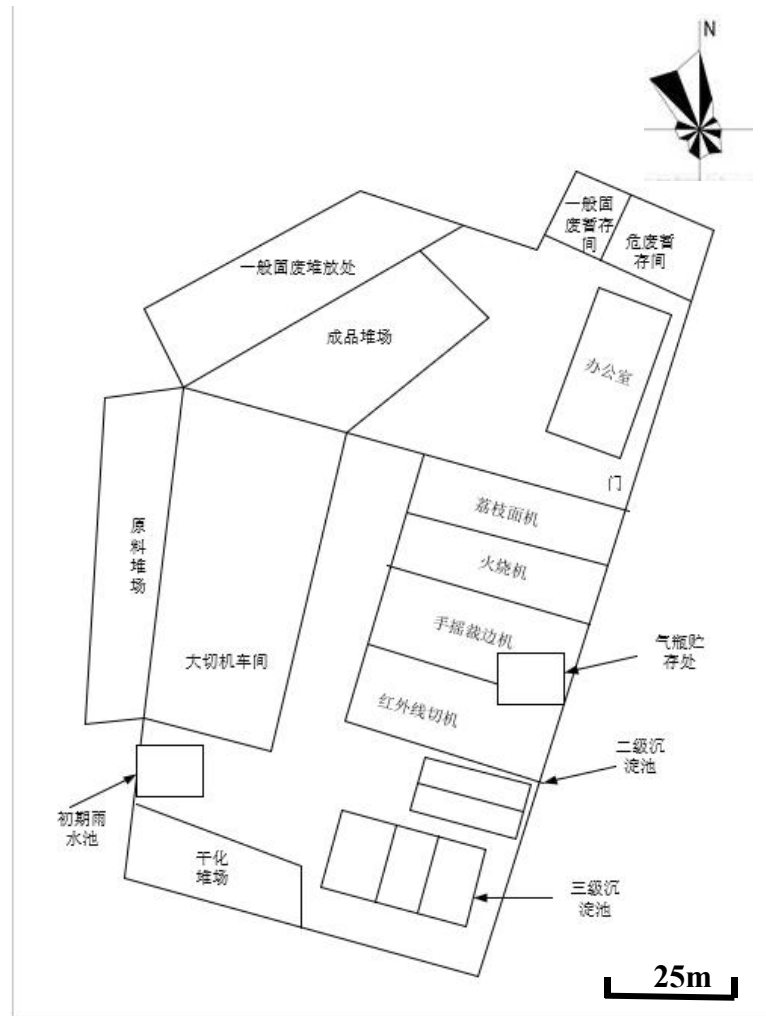 N
一般固
废暂存
间
危废暂
存间
一般固废堆放处
成品堆场
办公室
门
荔枝面机
原
料
堆
场
火烧机
手摇裁边机
气瓶贮
存处
大切机车间
红外线切机
二级沉
淀池
初期雨
水池
干化
堆场
三级沉
淀池
25m